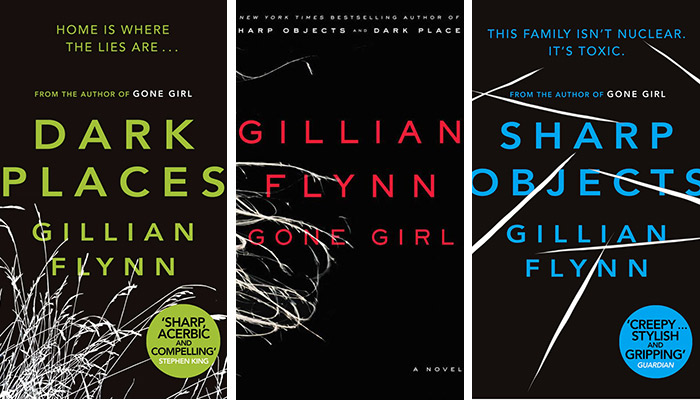 HOME IS WHERE
THE LIES ARE ...
FROM THE AUTHOR OF GONE GIRL
DARK
PLACES
GILLIAN
FLYNN
'SHARP,
ACERBIC
AND
COMPELLING'
STEPHEN KING
NEW YORK TIMES BESTSELLING AUTHOR OF
HARP OBJECTS AND DARK PLACE
GILLIAN
FLYNN
GONE GIRL
A NOVEL
THIS FAMILY ISN'T NUCLEAR.
IT'S TOXIC.
FROM THE AUTHOR OF GONE GIRL
SHARP
OBJECTS
GILLIAN
FLYNN
'CREEPY ...
STYLISH
AND
GRIPPING'
GUARDIAN